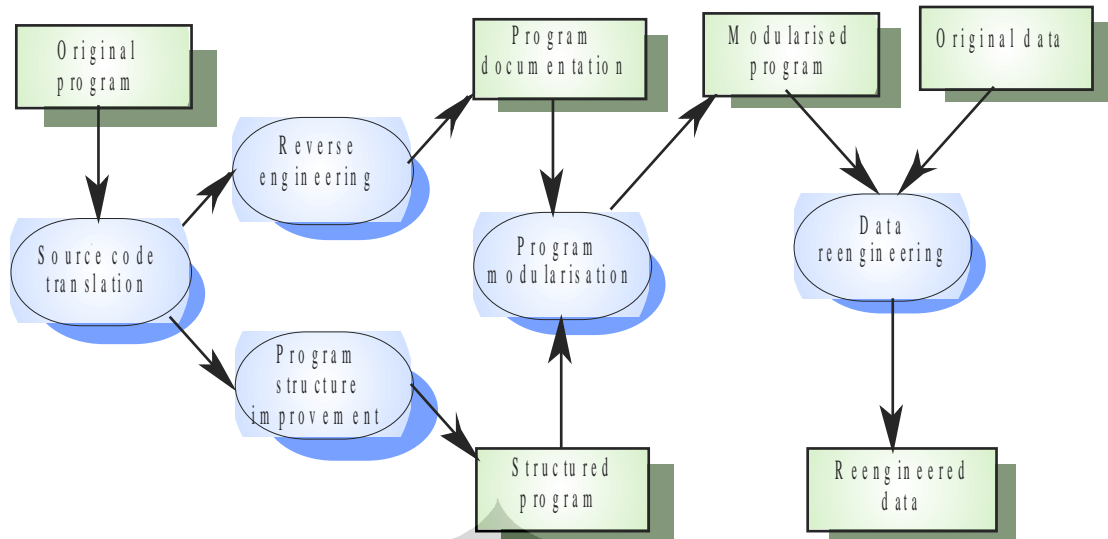 Original
program
Program
documentation
Modularised
program
Original data
Reverse
engineering
Source code
translation
Program
modularisation
Data
reengineering
Program
structure
improvement
Structured
program
Reengineered
data